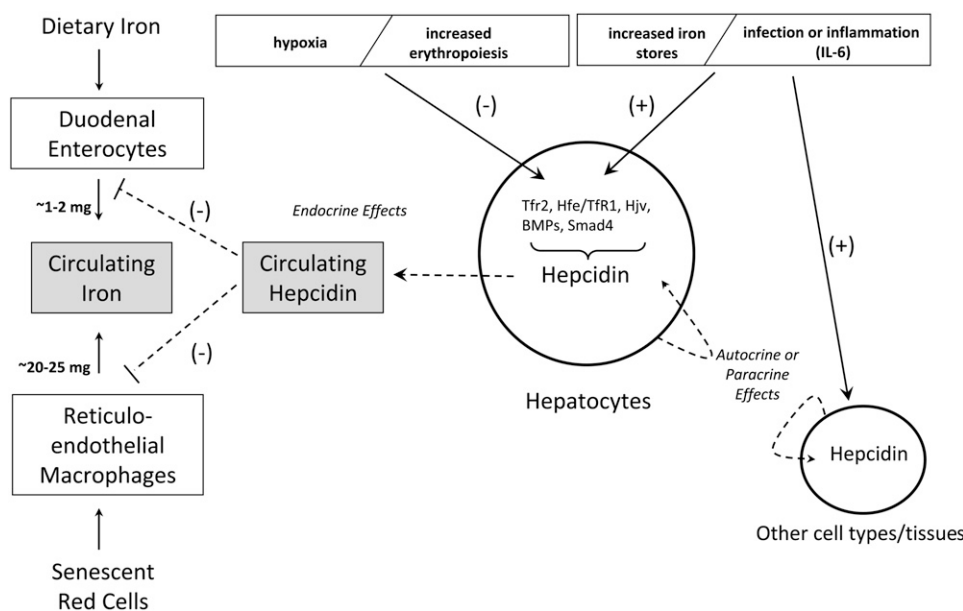 Dietary Iron
hypoxia
increased
erythropoiesis
increased iron
stores
infection or inflammation
(IL-6)
Duodenal
Enterocytes
(-)
(+)
~1-2 mg
(-)
Endocrine Effects
Tfr2, Hfe/TfR1, Hjv,
BMPs, Smad4
(+)
Circulating
Iron
Circulating
Hepcidin
Hepcidin
~20-25 mg
(-)
Autocrine or
Paracrine
Effects
Hepatocytes
Reticulo-
endothelial
Macrophages
Hepcidin
Other cell types/tissues
Senescent
Red Cells